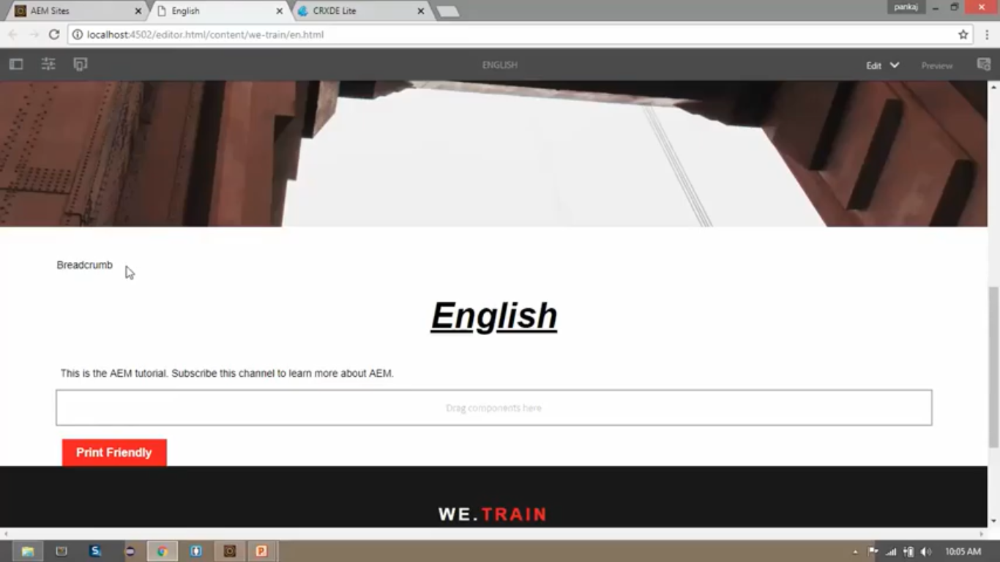 AEM Sites
English
CRXDE Lite
pankaj
localhost:4502/editor.html/content/we-train/en.html
ENGLISH
Edit
Preview
Breadcrumb
English
This is the AEM tutorial. Subscribe this channel to learn more about AEM.
Drag components here
Print Friendly
WE.TRAIN
10:05 AM